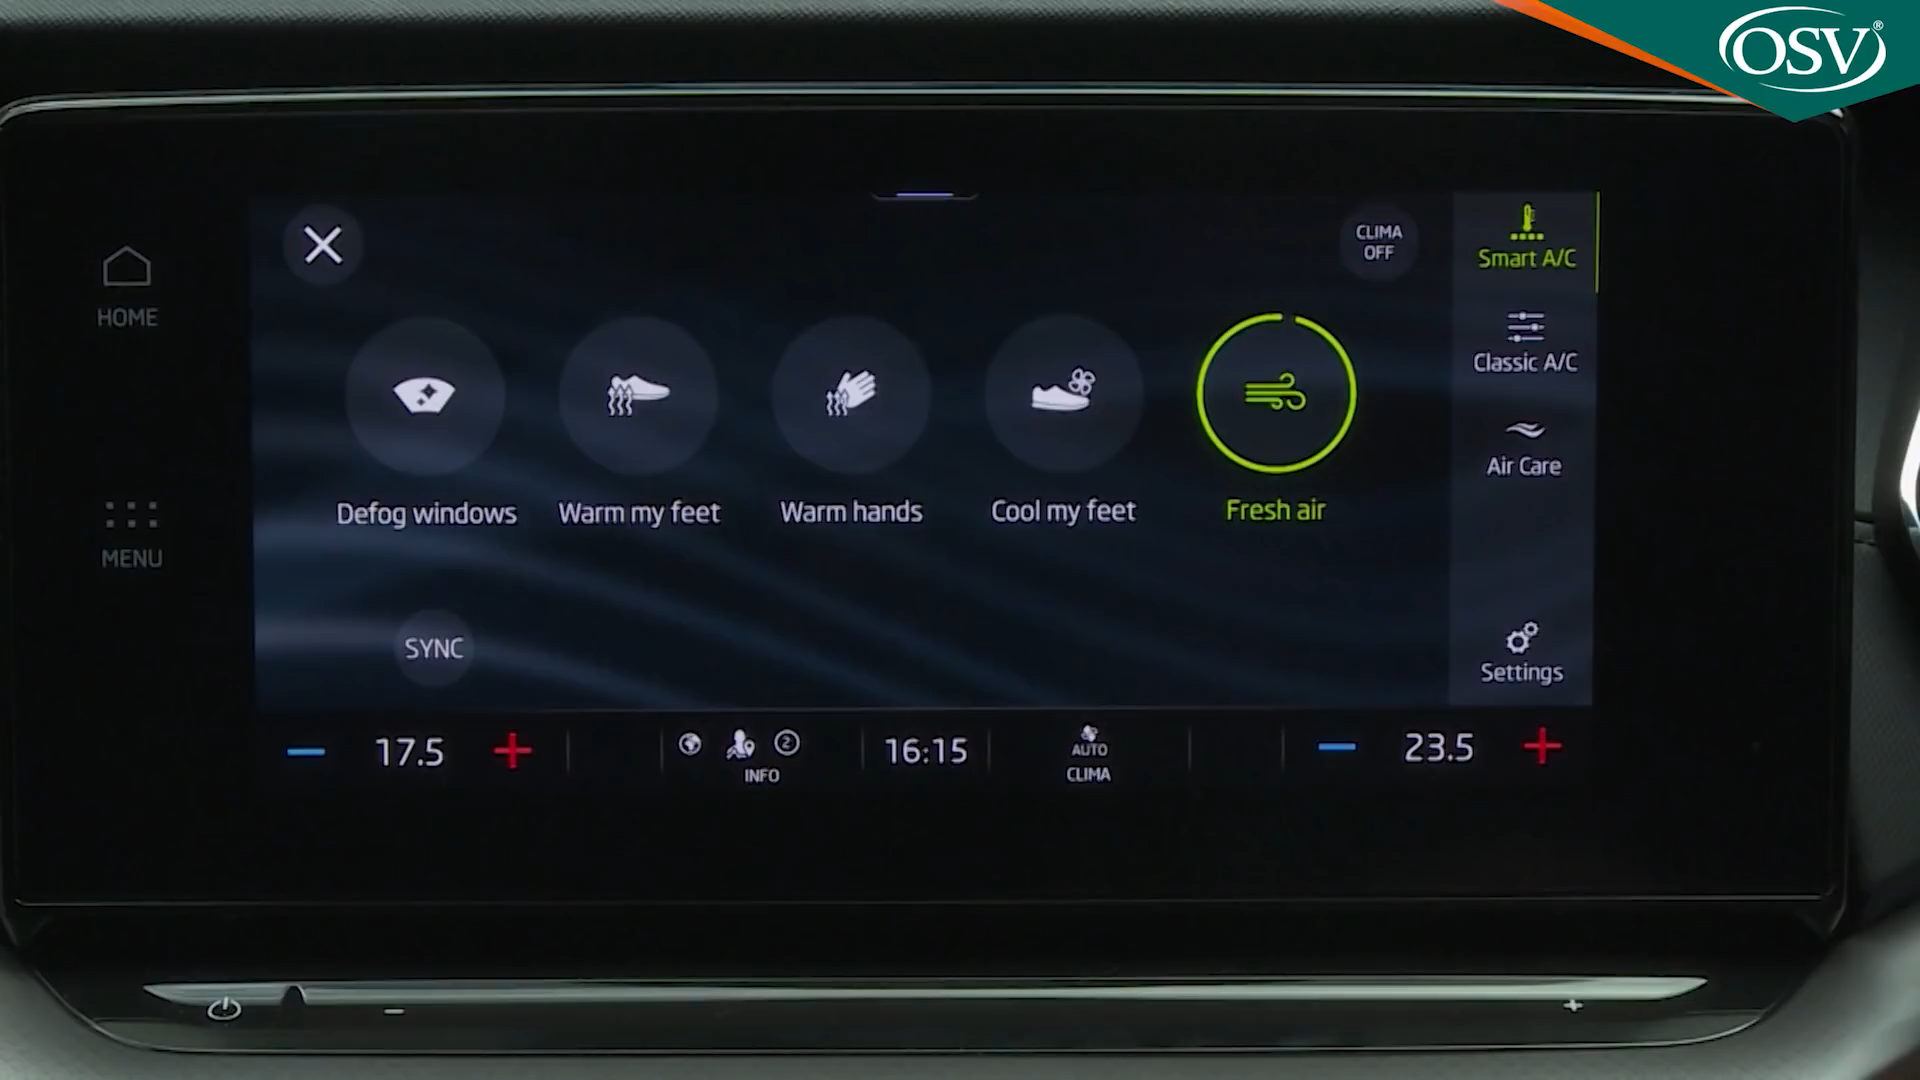 OSV®
HOME
MENU
CLIMA
OFF
Smart A/C
Classic A/C
Air Care
Settings
Defog windows
Warm my feet
Warm hands
Cool my feet
Fresh air
SYNC
− 17.5 +
2
INFO
16:15
AUTO
CLIMA
− 23.5 +
− +